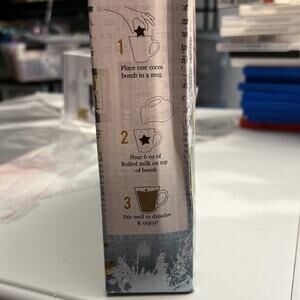 1
Place one cocoa
bomb in a mug.
2
Pour 6 oz of
Boiled milk on top
of bomb
3
Stir well to dissolve
& enjoy!